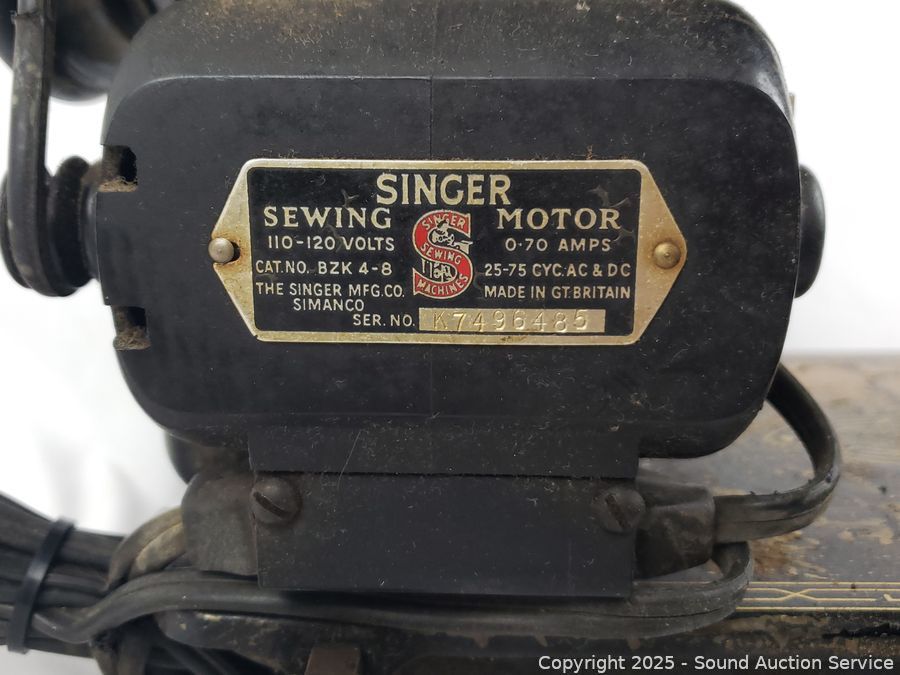 SINGER
SEWING MOTOR
110-120 VOLTS 0·70 AMPS
CAT. NO. BZK 4-8 25-75 CYC. AC & DC
THE SINGER MFG. CO. MADE IN GT. BRITAIN
SIMANCO
SER. NO. K7496485
SINGER
SEWING
MACHINES
Copyright 2025 - Sound Auction Service